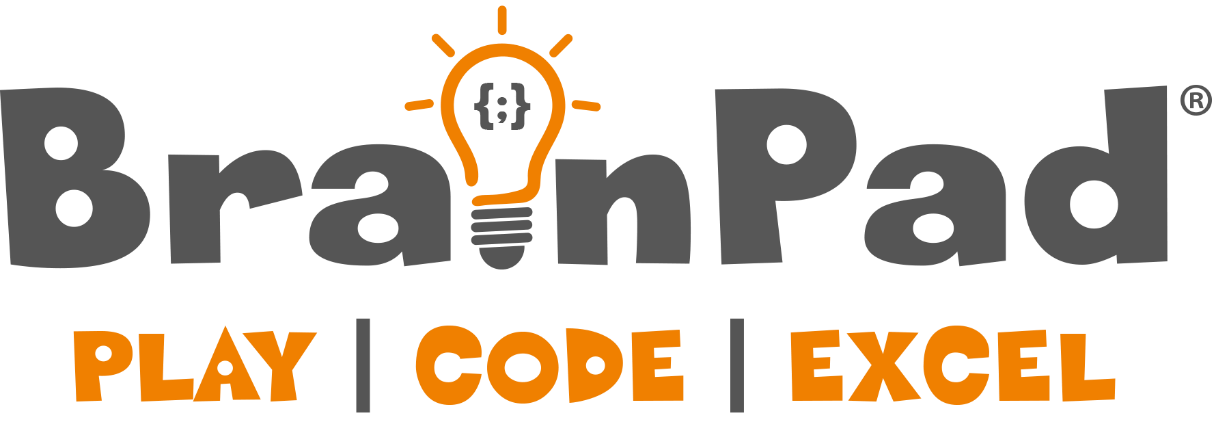 BrainPad®
{;}
PLAY | CODE | EXCEL